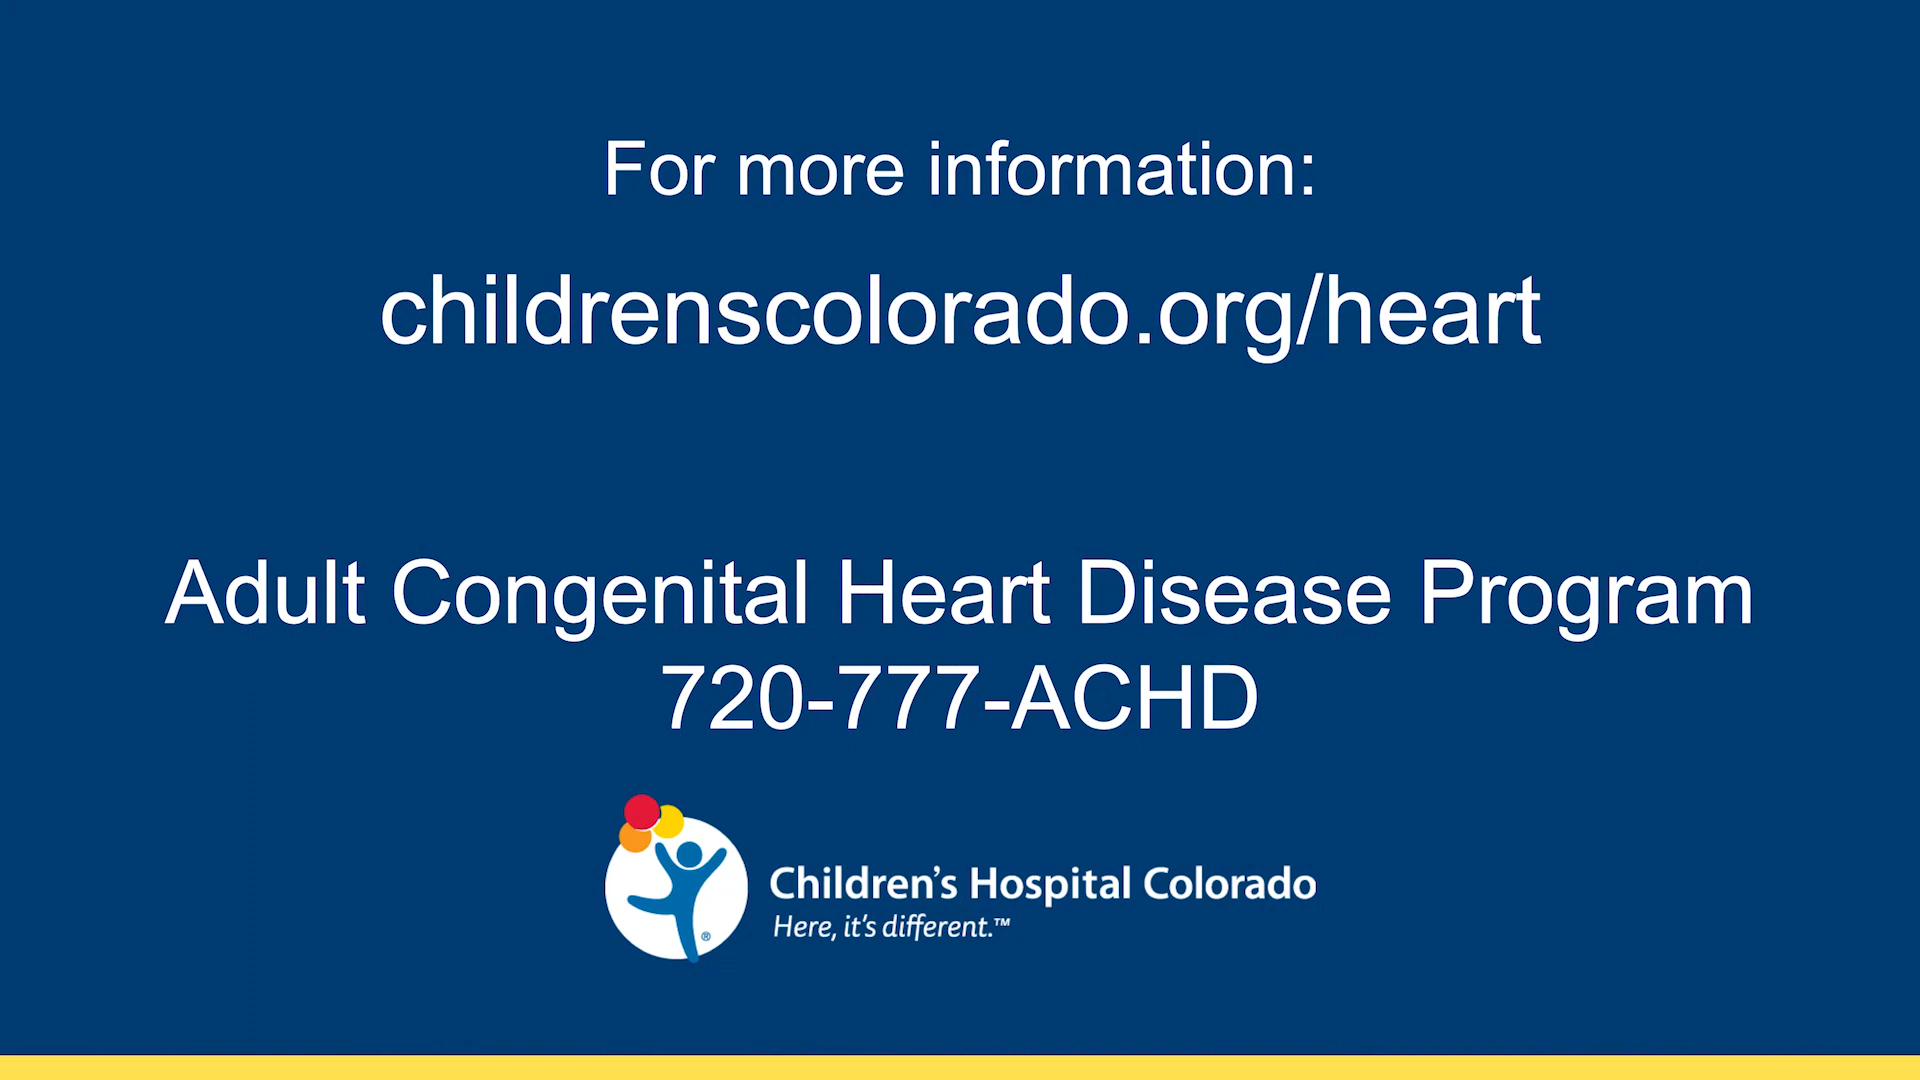 For more information:
childrenscolorado.org/heart
Adult Congenital Heart Disease Program
720-777-ACHD
®
Children's Hospital Colorado
Here, it's different.™